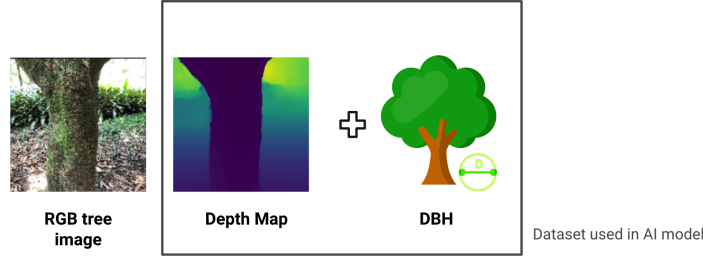 D
RGB tree
image
Depth Map
DBH
Dataset used in AI model